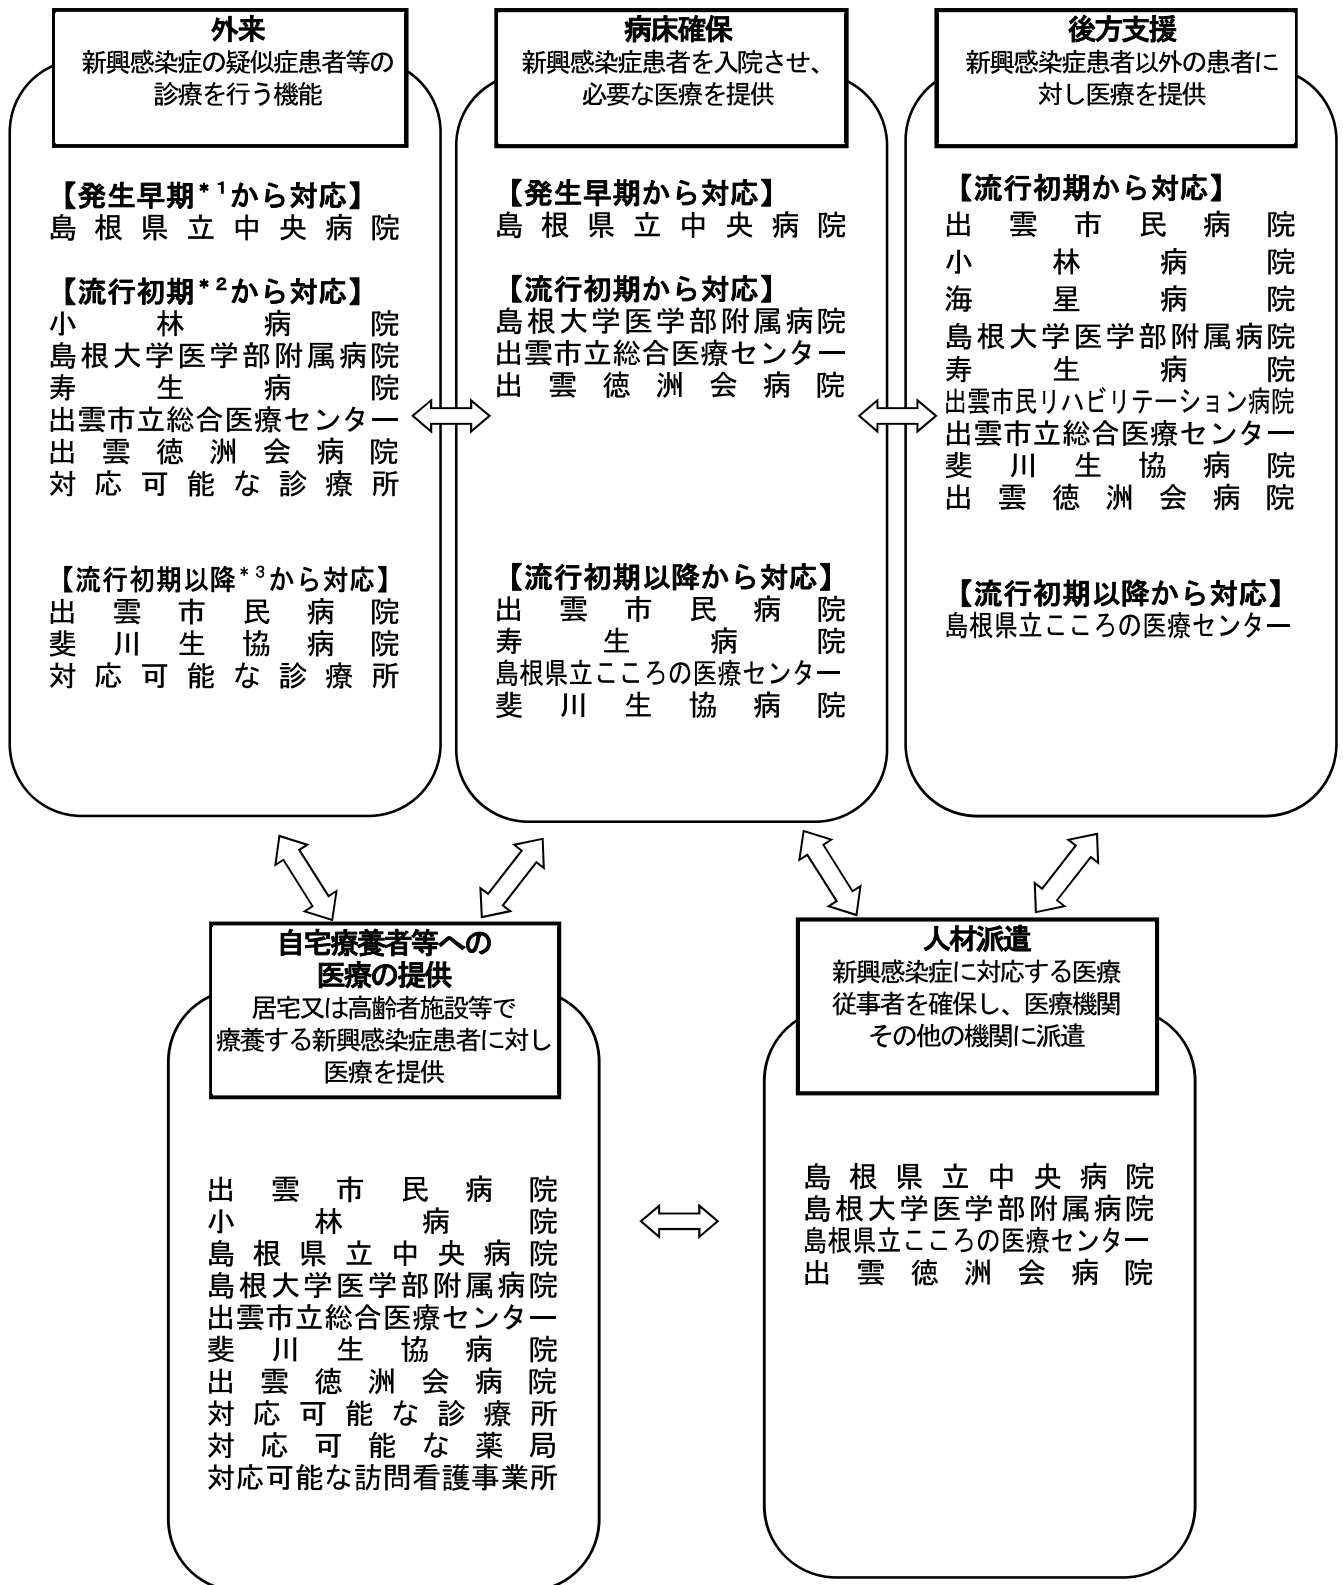 外来
新興感染症の疑似症患者等の
診療を行う機能
【発生早期*1から対応】
島根県立中央病院
【流行初期*2から対応】
小林病院
島根大学医学部附属病院
寿生病院
出雲市立総合医療センター
出雲徳洲会病院
対応可能な診療所
【流行初期以降*3から対応】
出雲市民病院
斐川生協病院
対応可能な診療所
病床確保
新興感染症患者を入院させ、
必要な医療を提供
【発生早期から対応】
島根県立中央病院
【流行初期から対応】
島根大学医学部附属病院
出雲市立総合医療センター
出雲徳洲会病院
【流行初期以降から対応】
出雲市民病院
寿生病院
島根県立こころの医療センター
斐川生協病院
後方支援
新興感染症患者以外の患者に
対し医療を提供
【流行初期から対応】
出雲市民病院
小林病院
海星病院
島根大学医学部附属病院
寿生病院
出雲市民リハビリテーション病院
出雲市立総合医療センター
斐川生協病院
出雲徳洲会病院
【流行初期以降から対応】
島根県立こころの医療センター
自宅療養者等への
医療の提供
居宅又は高齢者施設等で
療養する新興感染症患者に対し
医療を提供
出雲市民病院
小林病院
島根県立中央病院
島根大学医学部附属病院
出雲市立総合医療センター
斐川生協病院
出雲徳洲会病院
対応可能な診療所
対応可能な薬局
対応可能な訪問看護事業所
人材派遣
新興感染症に対応する医療
従事者を確保し、医療機関
その他の機関に派遣
島根県立中央病院
島根大学医学部附属病院
島根県立こころの医療センター
出雲徳洲会病院